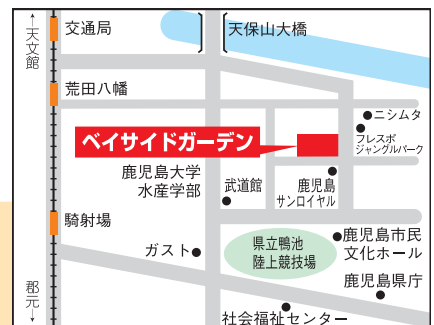 ↑
天文館
交通局
天保山大橋
荒田八幡
ニシムタ
フレスポ
ジャングルパーク
ベイサイドガーデン
鹿児島大学
水産学部
武道館
鹿児島
サンロイヤル
騎射場
ガスト
県立鴨池
陸上競技場
鹿児島市民
文化ホール
鹿児島県庁
郡元
↓
社会福祉センター